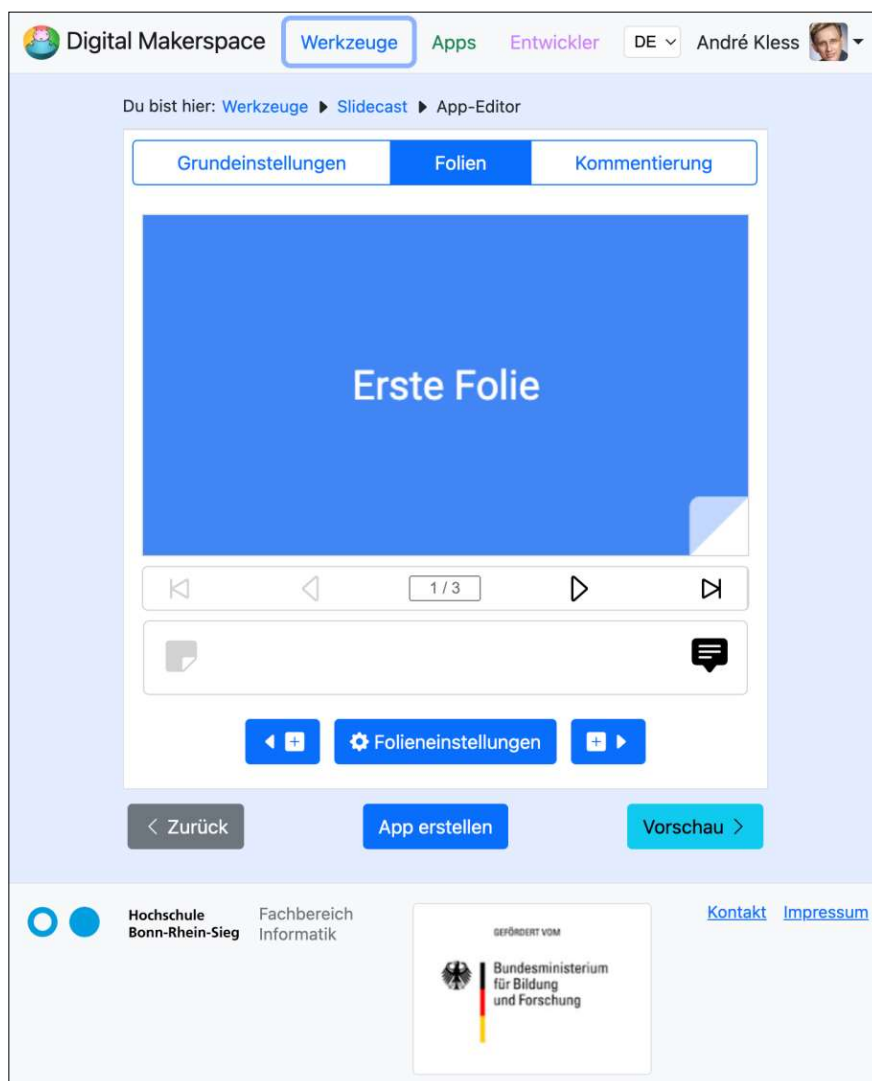 Digital Makerspace Werkzeuge Apps Entwickler DE André Kless
Du bist hier: Werkzeuge Slidecast App-Editor
Grundeinstellungen Folien Kommentierung
Erste Folie
1 / 3
Folieneinstellungen
Zurück App erstellen Vorschau
Hochschule
Bonn-Rhein-Sieg
Fachbereich
Informatik
GEFÖRDERT VOM
Bundesministerium
für Bildung
und Forschung
Kontakt Impressum